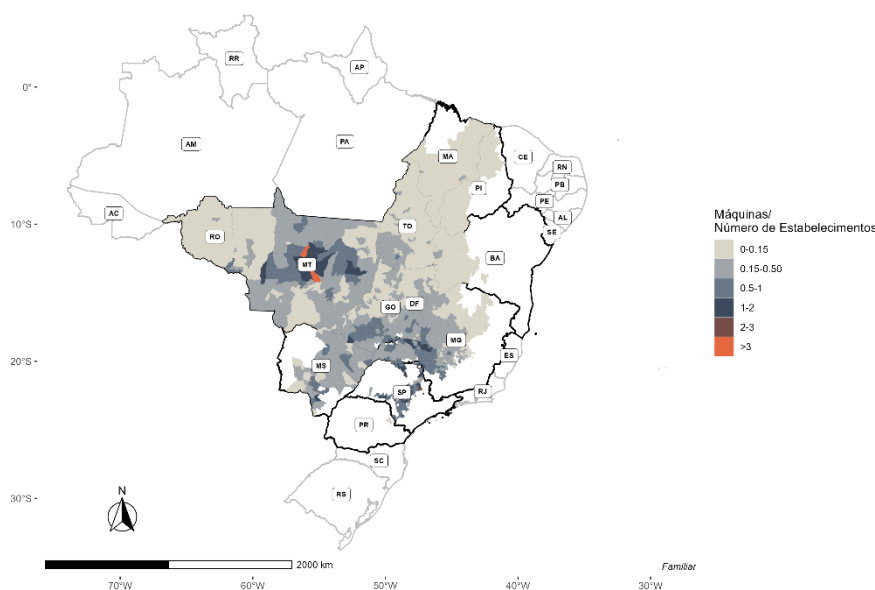 RR
AP
0°
AM
PA
MA
CE
RN
PB
PI
PE
AL
AC
10°S
RO
TO
SE
MT
BA
GO
DF
20°S
MS
MG
ES
SP
RJ
PR
SC
30°S
RS
N
2000 km
Familiar
70°W
60°W
50°W
40°W
30°W
Máquinas/
Número de Estabelecimentos
0-0.15
0.15-0.50
0.5-1
1-2
2-3
>3